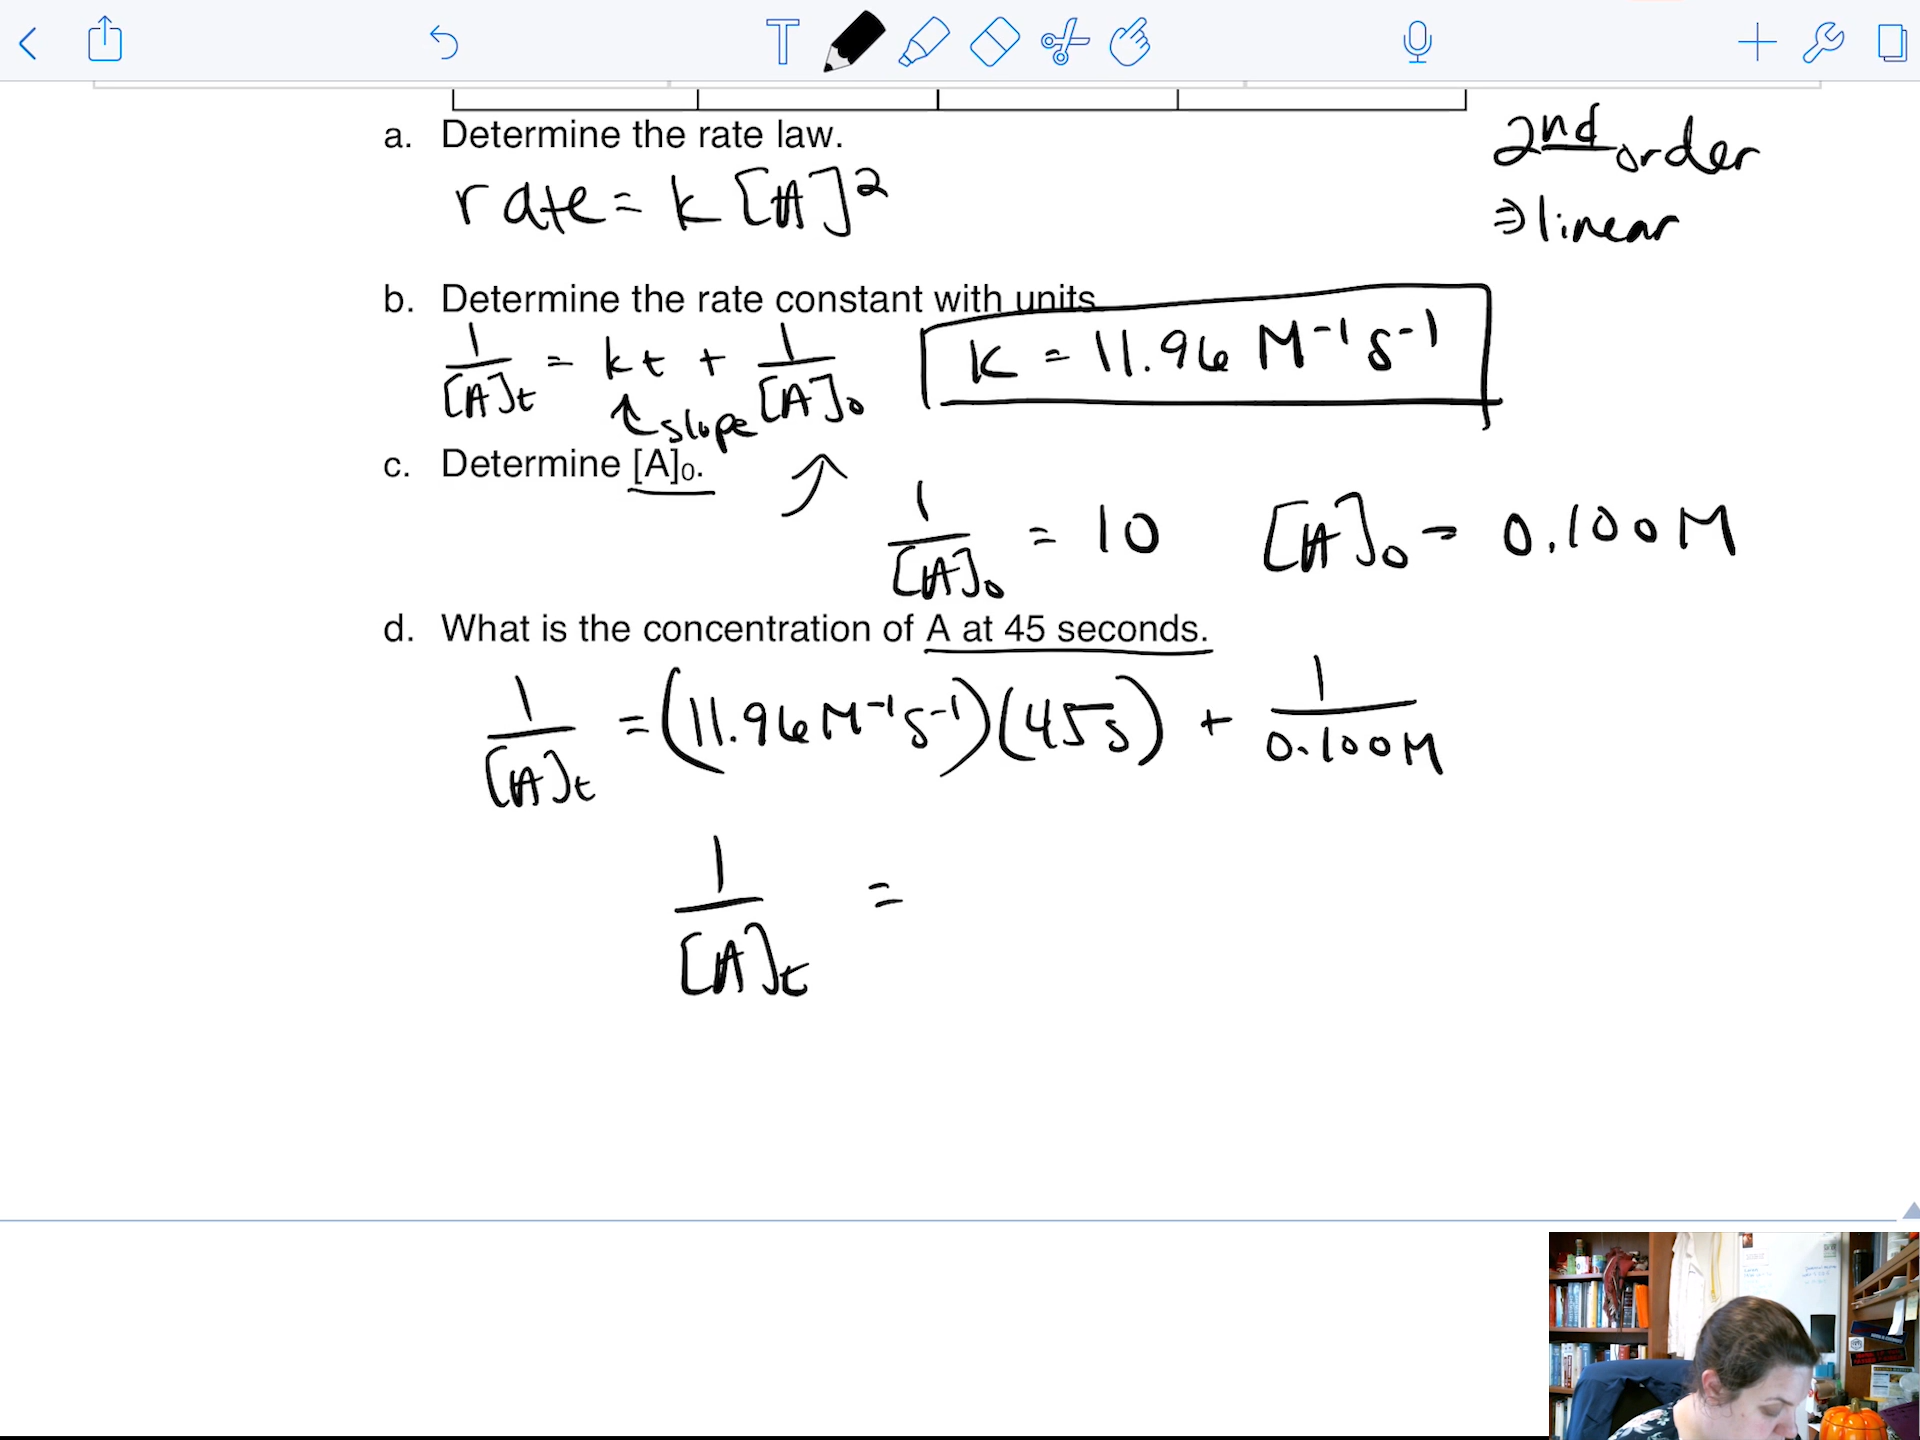 a. Determine the rate law.
rate = k [A]²
2nd order
⇒ linear
b. Determine the rate constant with units
1/[A]t = kt + 1/[A]₀
slope
k = 11.96 M⁻¹s⁻¹
c. Determine [A]₀.
1/[A]₀ = 10 [A]₀ = 0.100M
d. What is the concentration of A at 45 seconds.
1/[A]t = (11.96 M⁻¹s⁻¹)(45s) + 1/0.100M
1/[A]t =